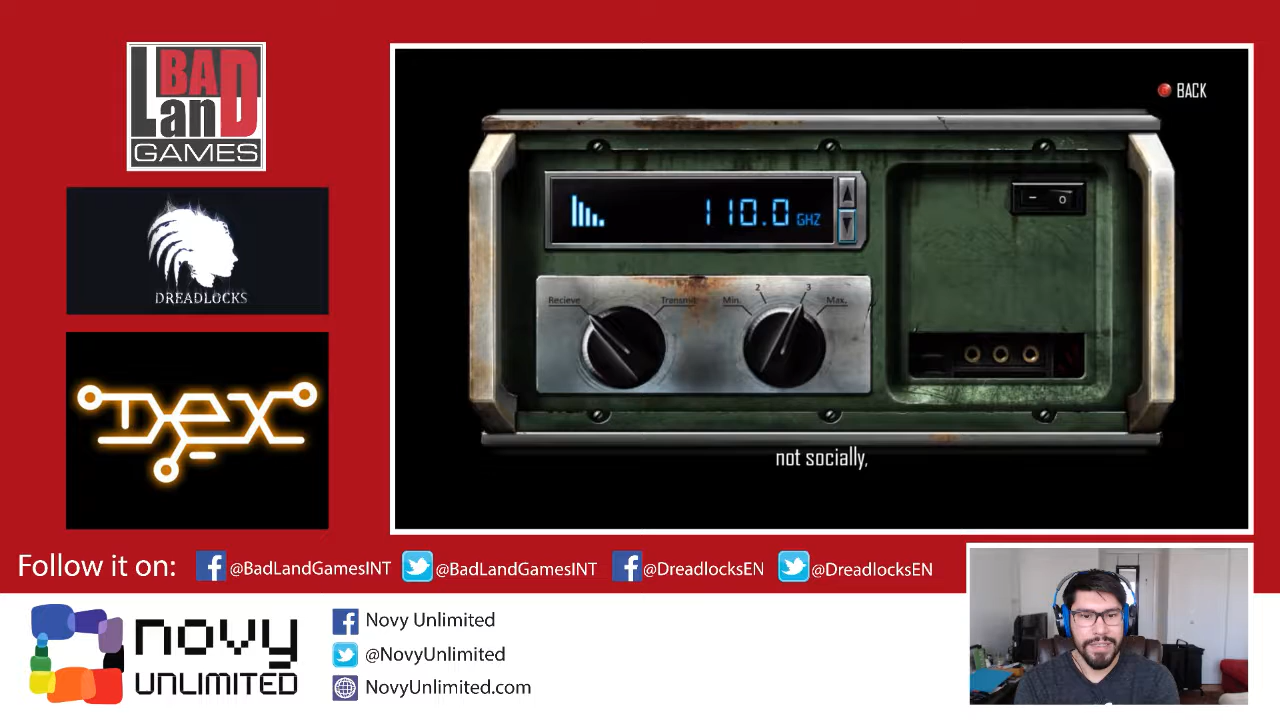 BAD
LanD
GAMES
DREADLOCKS
DEX
BACK
110.0 GHZ
Recieve
Transmit
Min.
2
3
Max.
- o
not socially,
Follow it on:
@BadLandGamesINT
@BadLandGamesINT
@DreadlocksEN
@DreadlocksEN
novy
UNLIMITED
Novy Unlimited
@NovyUnlimited
NovyUnlimited.com